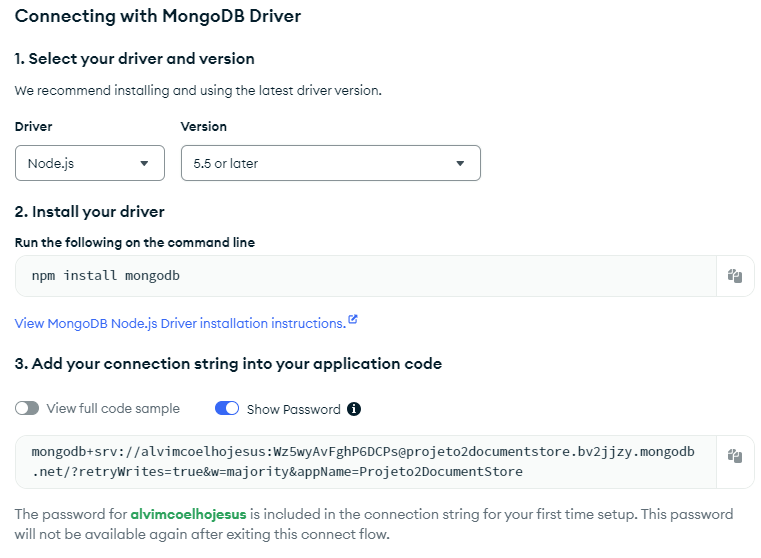 Connecting with MongoDB Driver
1. Select your driver and version
We recommend installing and using the latest driver version.
Driver
Version
Node.js
5.5 or later
2. Install your driver
Run the following on the command line
npm install mongodb
View MongoDB Node.js Driver installation instructions.
3. Add your connection string into your application code
View full code sample
Show Password
mongodb+srv://alvimcoelhojesus:Wz5wyAvFghP6DCPs@projeto2documentstore.bv2jjzy.mongodb
.net/?retryWrites=true&w=majority&appName=Projeto2DocumentStore
The password for alvimcoelhojesus is included in the connection string for your first time setup. This password
will not be available again after exiting this connect flow.